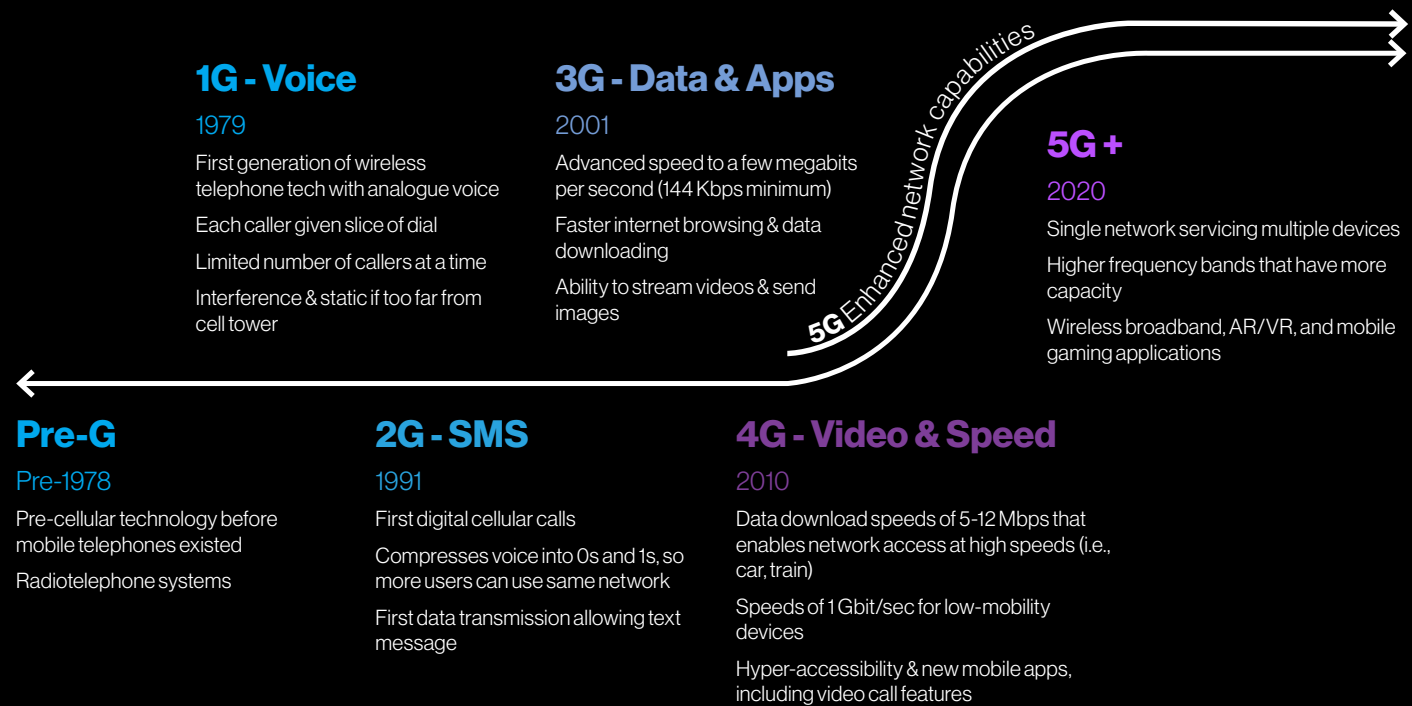 1G - Voice
1979
First generation of wireless
telephone tech with analogue voice
Each caller given slice of dial
Limited number of callers at a time
Interference & static if too far from
cell tower
3G - Data & Apps
2001
Advanced speed to a few megabits
per second (144 Kbps minimum)
Faster internet browsing & data
downloading
Ability to stream videos & send
images
5G Enhanced network capabilities
5G +
2020
Single network servicing multiple devices
Higher frequency bands that have more
capacity
Wireless broadband, AR/VR, and mobile
gaming applications
Pre-G
Pre-1978
Pre-cellular technology before
mobile telephones existed
Radiotelephone systems
2G - SMS
1991
First digital cellular calls
Compresses voice into 0s and 1s, so
more users can use same network
First data transmission allowing text
message
4G - Video & Speed
2010
Data download speeds of 5-12 Mbps that
enables network access at high speeds (i.e.,
car, train)
Speeds of 1 Gbit/sec for low-mobility
devices
Hyper-accessibility & new mobile apps,
including video call features